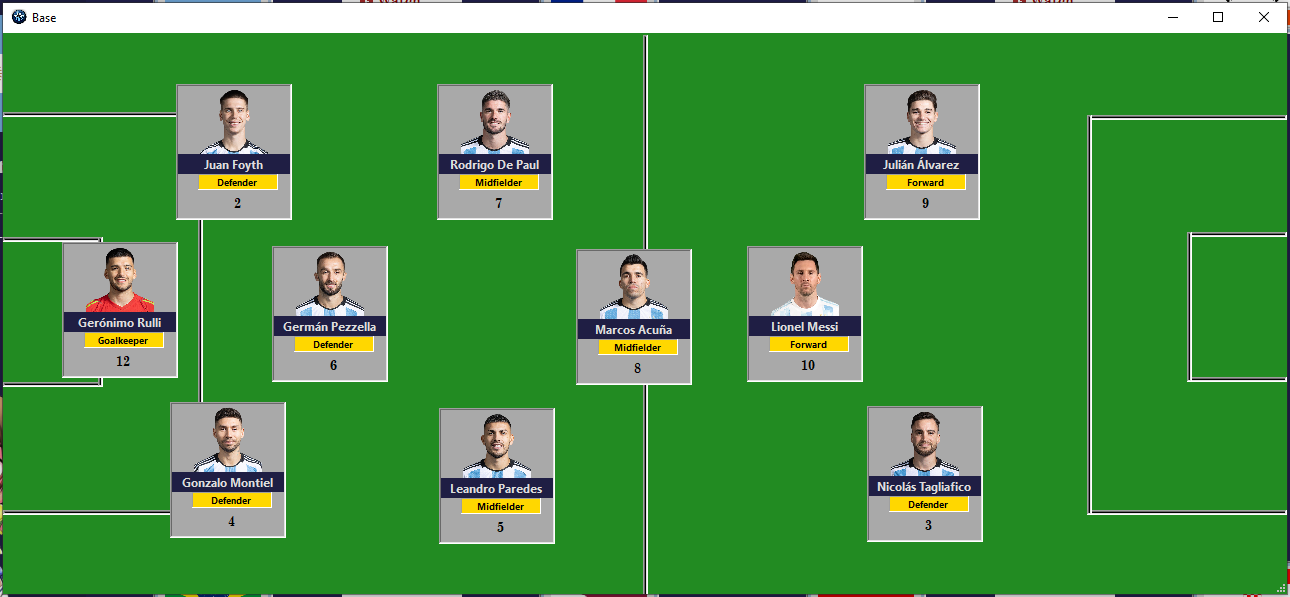 Base
Juan Foyth
Defender
2
Rodrigo De Paul
Midfielder
7
Julián Álvarez
Forward
9
Gerónimo Rulli
Goalkeeper
12
Germán Pezzella
Defender
6
Marcos Acuña
Midfielder
8
Lionel Messi
Forward
10
Gonzalo Montiel
Defender
4
Leandro Paredes
Midfielder
5
Nicolás Tagliafico
Defender
3